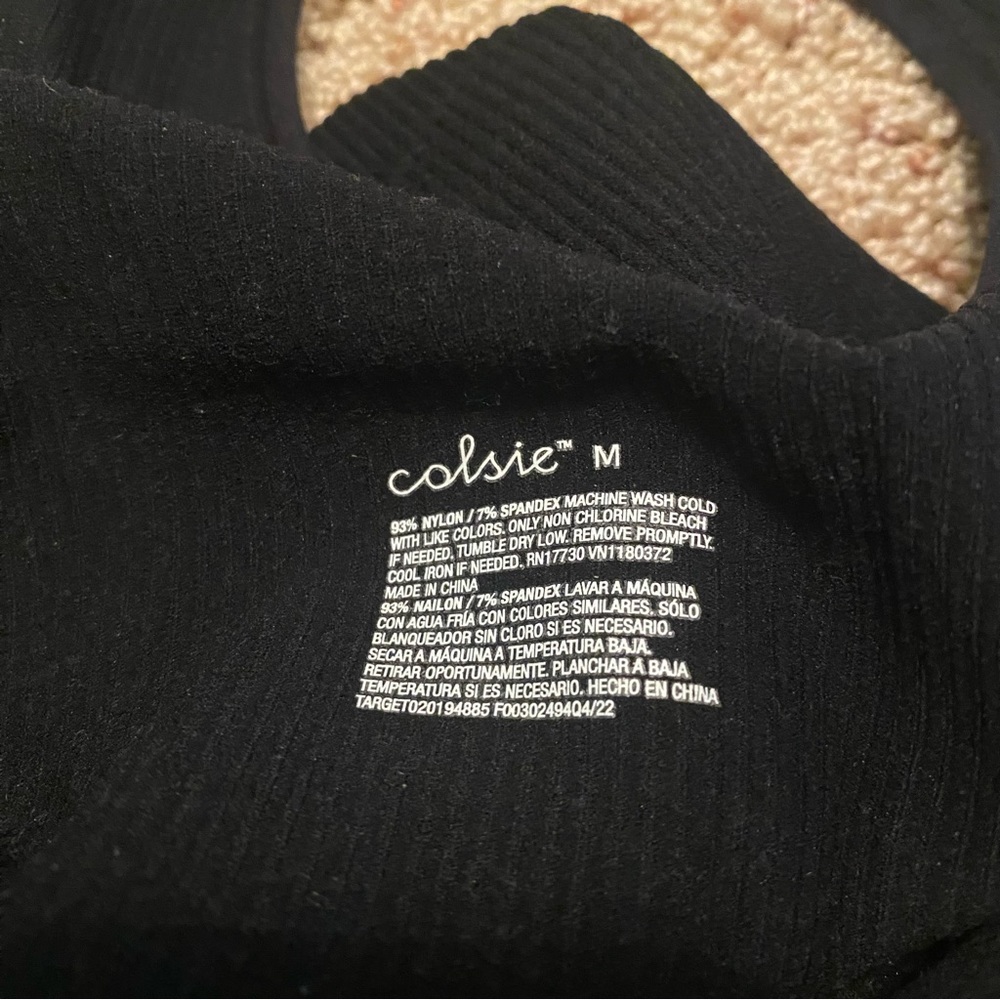 colsie™ M
93% NYLON / 7% SPANDEX MACHINE WASH COLD
WITH LIKE COLORS. ONLY NON CHLORINE BLEACH
IF NEEDED. TUMBLE DRY LOW. REMOVE PROMPTLY.
COOL IRON IF NEEDED. RN17730 VN1180372
MADE IN CHINA
93% NAILON / 7% SPANDEX LAVAR A MÁQUINA
CON AGUA FRÍA CON COLORES SIMILARES. SÓLO
BLANQUEADOR SIN CLORO SI ES NECESARIO.
SECAR A MÁQUINA A TEMPERATURA BAJA.
RETIRAR OPORTUNAMENTE. PLANCHAR A BAJA
TEMPERATURA SI ES NECESARIO. HECHO EN CHINA
TARGET020194885 F0030249404/22